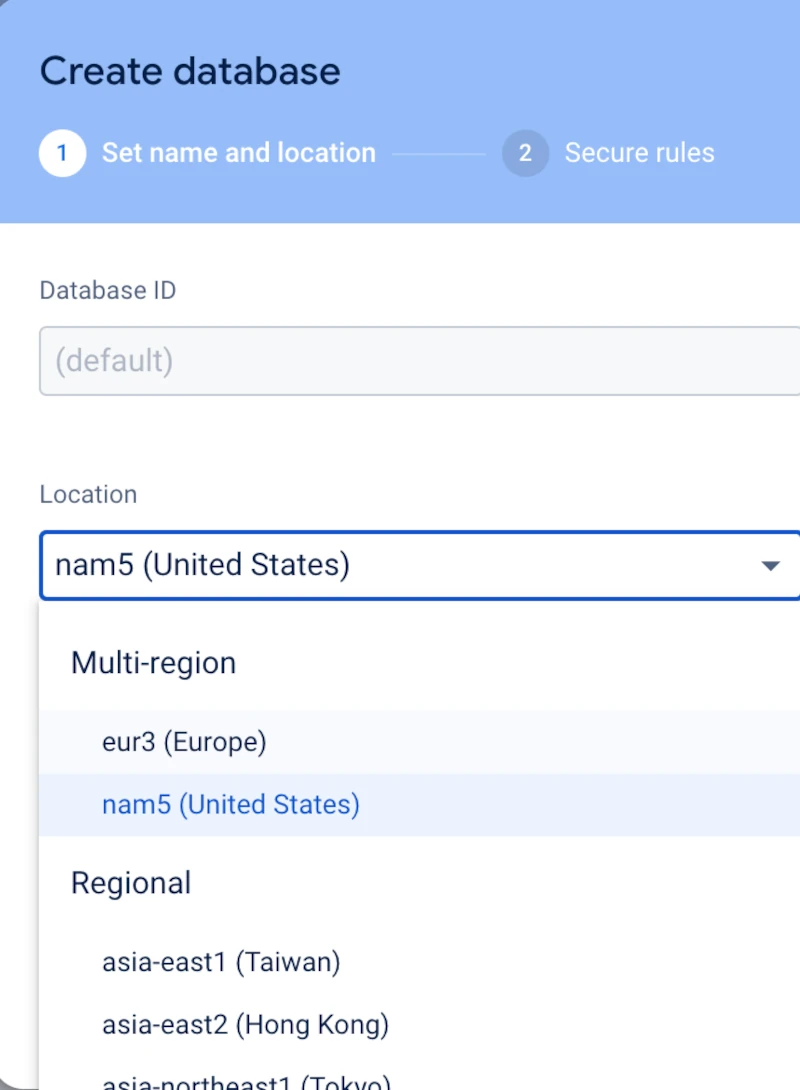 Create database
1 Set name and location 2 Secure rules
Database ID
(default)
Location
nam5 (United States)
Multi-region
eur3 (Europe)
nam5 (United States)
Regional
asia-east1 (Taiwan)
asia-east2 (Hong Kong)
asia-northeast1 (Tokyo)